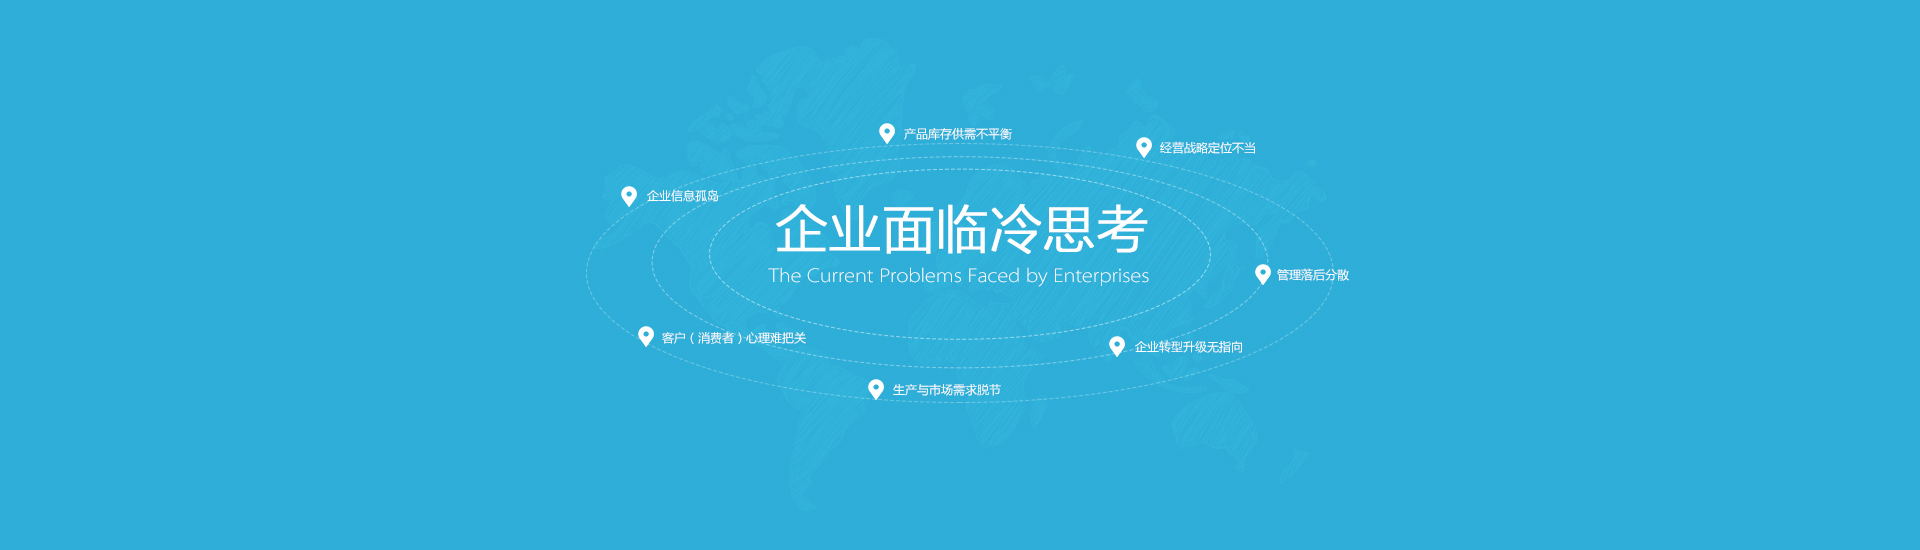 产品库存供需不平衡
经营战略定位不当
企业信息孤岛
企业面临冷思考
The Current Problems Faced by Enterprises
管理落后分散
客户（消费者）心理难把关
企业转型升级无指向
生产与市场需求脱节